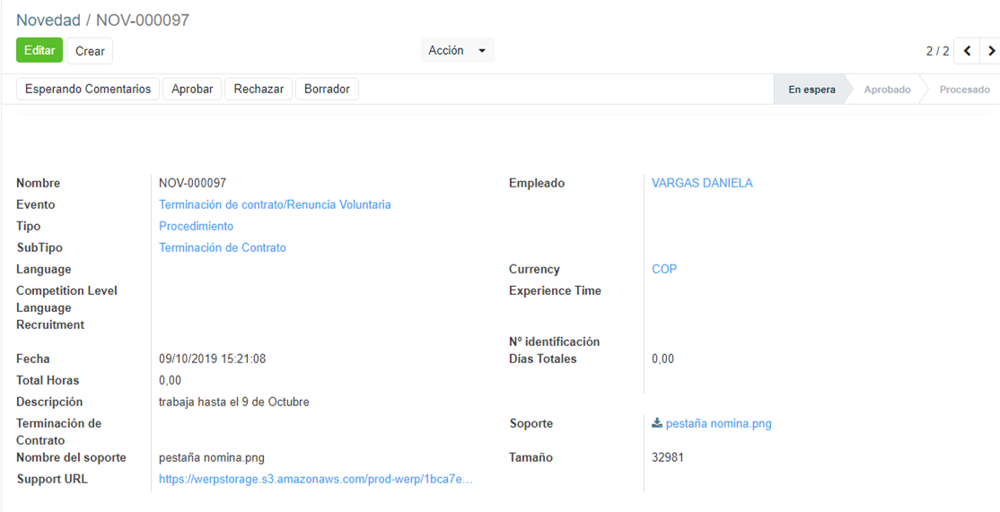 Novedad / NOV-000097
Editar Crear Acción 2 / 2
Esperando Comentarios Aprobar Rechazar Borrador En espera Aprobado Procesado
Nombre NOV-000097 Empleado VARGAS DANIELA
Evento Terminación de contrato/Renuncia Voluntaria
Tipo Procedimiento
SubTipo Terminación de Contrato
Language Currency COP
Competition Level Experience Time
Language
Recruitment
Nº identificación
Fecha 09/10/2019 15:21:08 Días Totales 0,00
Total Horas 0,00
Descripción trabaja hasta el 9 de Octubre
Terminación de Soporte pestaña nomina.png
Contrato
Nombre del soporte pestaña nomina.png Tamaño 32981
Support URL https://werpstorage.s3.amazonaws.com/prod-werp/1bca7e...